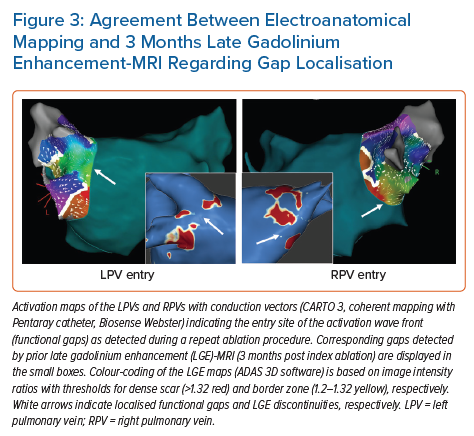 Figure 3: Agreement Between Electroanatomical
Mapping and 3 Months Late Gadolinium
Enhancement-MRI Regarding Gap Localisation
L
R
LPV entry
RPV entry
Activation maps of the LPVs and RPVs with conduction vectors (CARTO 3, coherent mapping with
Pentaray catheter, Biosense Webster) indicating the entry site of the activation wave front
(functional gaps) as detected during a repeat ablation procedure. Corresponding gaps detected
by prior late gadolinium enhancement (LGE)-MRI (3 months post index ablation) are displayed in
the small boxes. Colour-coding of the LGE maps (ADAS 3D software) is based on image intensity
ratios with thresholds for dense scar (>1.32 red) and border zone (1.2–1.32 yellow), respectively.
White arrows indicate localised functional gaps and LGE discontinuities, respectively. LPV = left
pulmonary vein; RPV = right pulmonary vein.